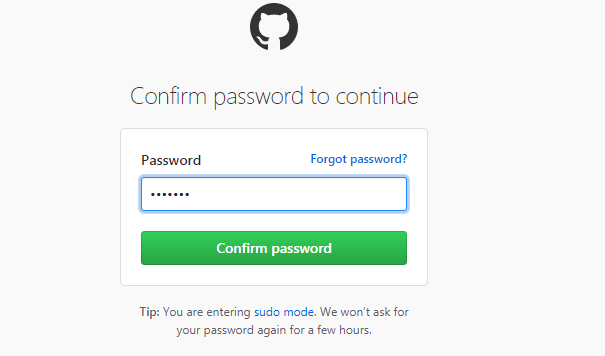 Confirm password to continue
Password
Forgot password?
•••••••
Confirm password
Tip: You are entering sudo mode. We won't ask for
your password again for a few hours.